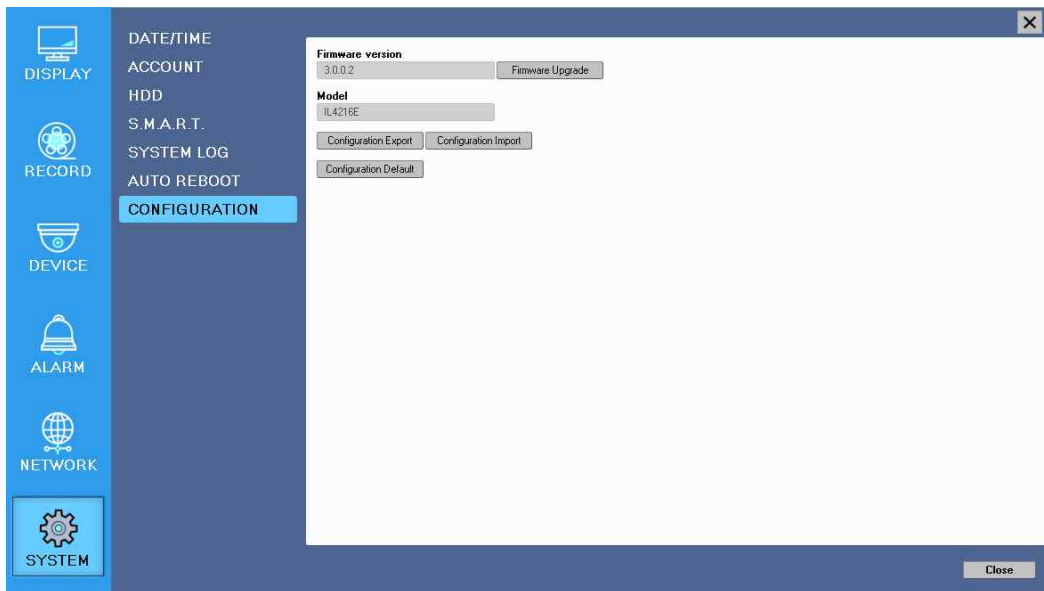 DISPLAY
RECORD
DEVICE
ALARM
NETWORK
SYSTEM
DATE/TIME
ACCOUNT
HDD
S.M.A.R.T.
SYSTEM LOG
AUTO REBOOT
CONFIGURATION
Firmware version
3.0.0.2 Firmware Upgrade
Model
IL4216E
Configuration Export Configuration Import
Configuration Default
Close